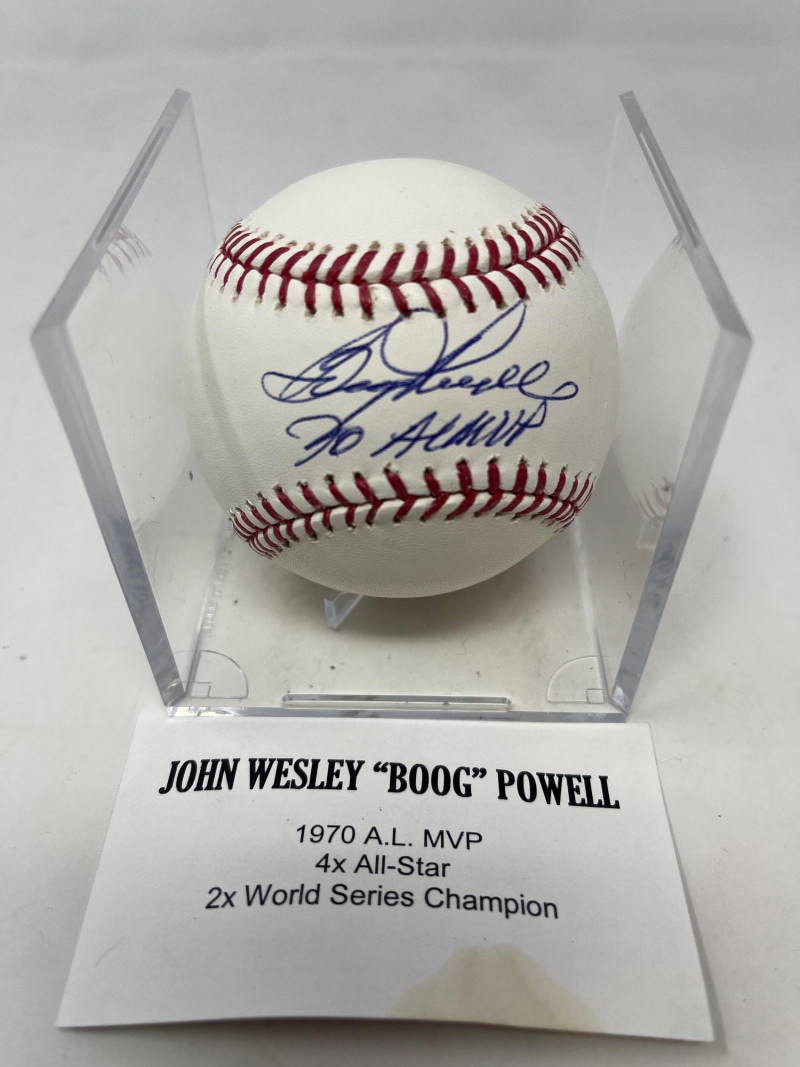 Boog Powell
70 AL MVP
JOHN WESLEY “BOOG” POWELL
1970 A.L. MVP
4x All-Star
2x World Series Champion